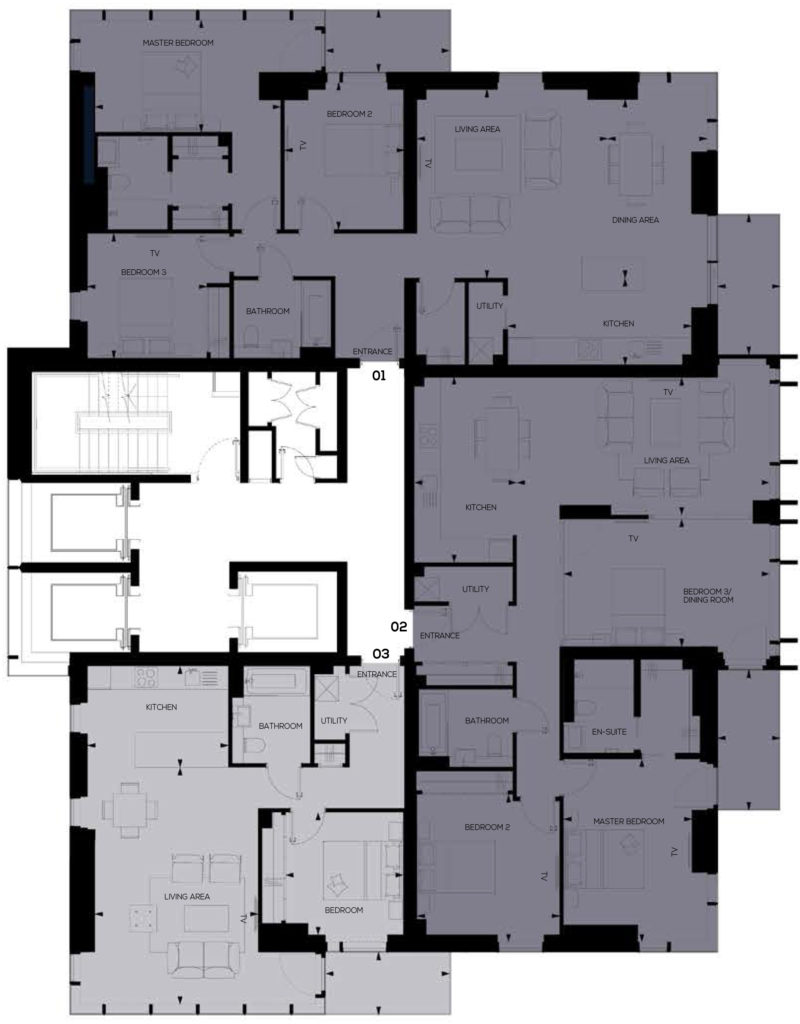 MASTER BEDROOM
BEDROOM 2
TV
LIVING AREA
TV
DINING AREA
TV
BEDROOM 3
BATHROOM
UTILITY
KITCHEN
ENTRANCE
01
TV
LIVING AREA
KITCHEN
TV
BEDROOM 3/
DINING ROOM
UTILITY
02
ENTRANCE
03
ENTRANCE
KITCHEN
BATHROOM
UTILITY
BATHROOM
EN-SUITE
MASTER BEDROOM
BEDROOM 2
TV
TV
LIVING AREA
TV
BEDROOM